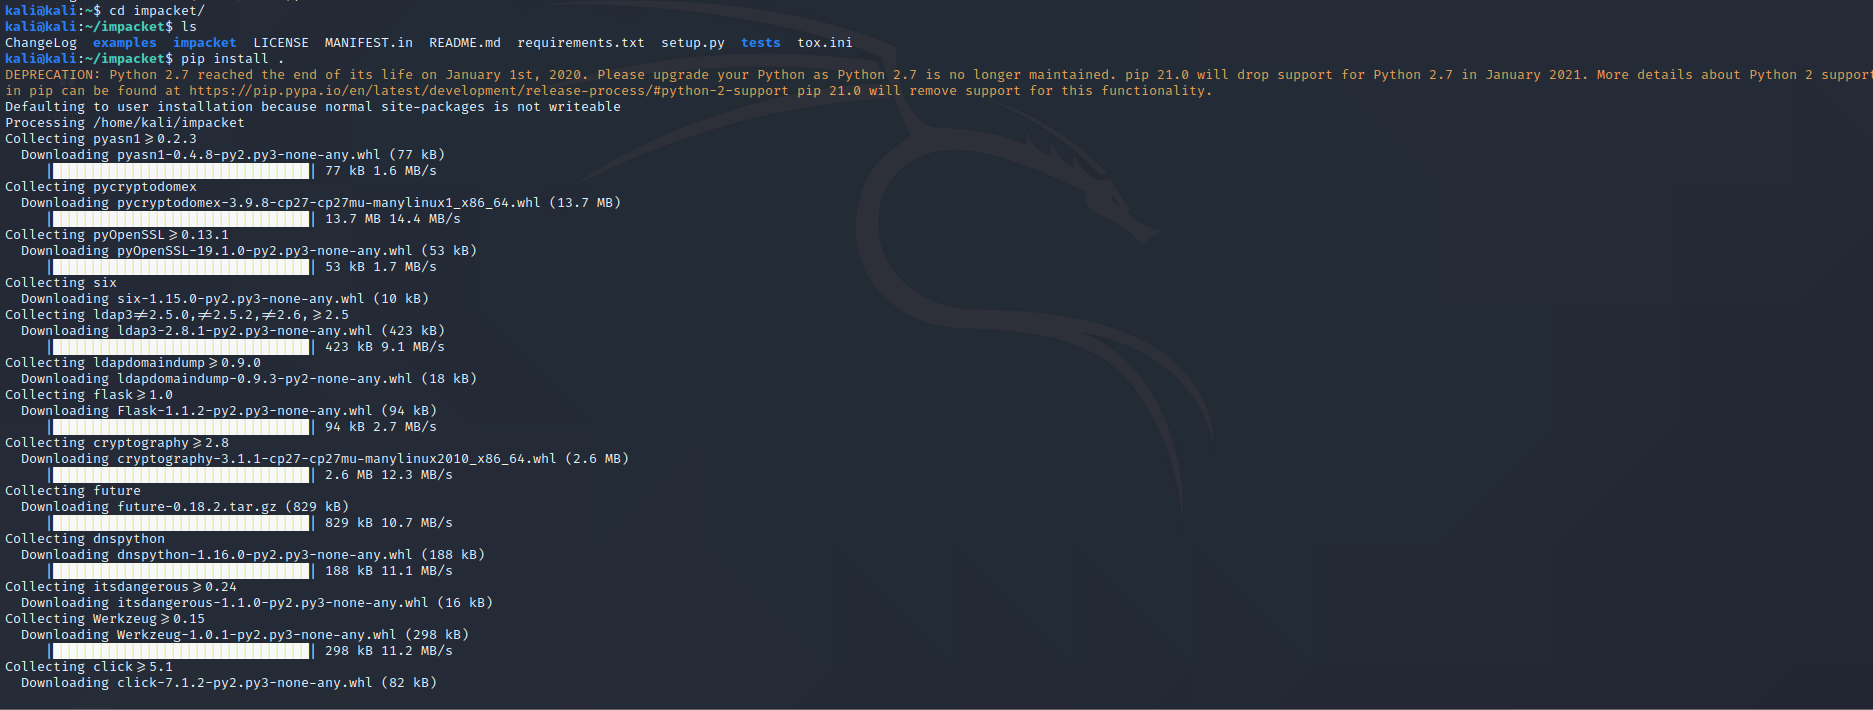 kali@kali:~$ cd impacket/
kali@kali:~/impacket$ ls
ChangeLog  examples  impacket  LICENSE  MANIFEST.in  README.md  requirements.txt  setup.py  tests  tox.ini
kali@kali:~/impacket$ pip install .
DEPRECATION: Python 2.7 reached the end of its life on January 1st, 2020. Please upgrade your Python as Python 2.7 is no longer maintained. pip 21.0 will drop support for Python 2.7 in January 2021. More details about Python 2 support
in pip can be found at https://pip.pypa.io/en/latest/development/release-process/#python-2-support pip 21.0 will remove support for this functionality.
Defaulting to user installation because normal site-packages is not writeable
Processing /home/kali/impacket
Collecting pyasn1≥0.2.3
  Downloading pyasn1-0.4.8-py2.py3-none-any.whl (77 kB)
     |████████████████████████████████| 77 kB 1.6 MB/s
Collecting pycryptodomex
  Downloading pycryptodomex-3.9.8-cp27-cp27mu-manylinux1_x86_64.whl (13.7 MB)
     |████████████████████████████████| 13.7 MB 14.4 MB/s
Collecting pyOpenSSL≥0.13.1
  Downloading pyOpenSSL-19.1.0-py2.py3-none-any.whl (53 kB)
     |████████████████████████████████| 53 kB 1.7 MB/s
Collecting six
  Downloading six-1.15.0-py2.py3-none-any.whl (10 kB)
Collecting ldap3≠2.5.0,≠2.5.2,≠2.6,≥2.5
  Downloading ldap3-2.8.1-py2.py3-none-any.whl (423 kB)
     |████████████████████████████████| 423 kB 9.1 MB/s
Collecting ldapdomaindump≥0.9.0
  Downloading ldapdomaindump-0.9.3-py2-none-any.whl (18 kB)
Collecting flask≥1.0
  Downloading Flask-1.1.2-py2.py3-none-any.whl (94 kB)
     |████████████████████████████████| 94 kB 2.7 MB/s
Collecting cryptography≥2.8
  Downloading cryptography-3.1.1-cp27-cp27mu-manylinux2010_x86_64.whl (2.6 MB)
     |████████████████████████████████| 2.6 MB 12.3 MB/s
Collecting future
  Downloading future-0.18.2.tar.gz (829 kB)
     |████████████████████████████████| 829 kB 10.7 MB/s
Collecting dnspython
  Downloading dnspython-1.16.0-py2.py3-none-any.whl (188 kB)
     |████████████████████████████████| 188 kB 11.1 MB/s
Collecting itsdangerous≥0.24
  Downloading itsdangerous-1.1.0-py2.py3-none-any.whl (16 kB)
Collecting Werkzeug≥0.15
  Downloading Werkzeug-1.0.1-py2.py3-none-any.whl (298 kB)
     |████████████████████████████████| 298 kB 11.2 MB/s
Collecting click≥5.1
  Downloading click-7.1.2-py2.py3-none-any.whl (82 kB)